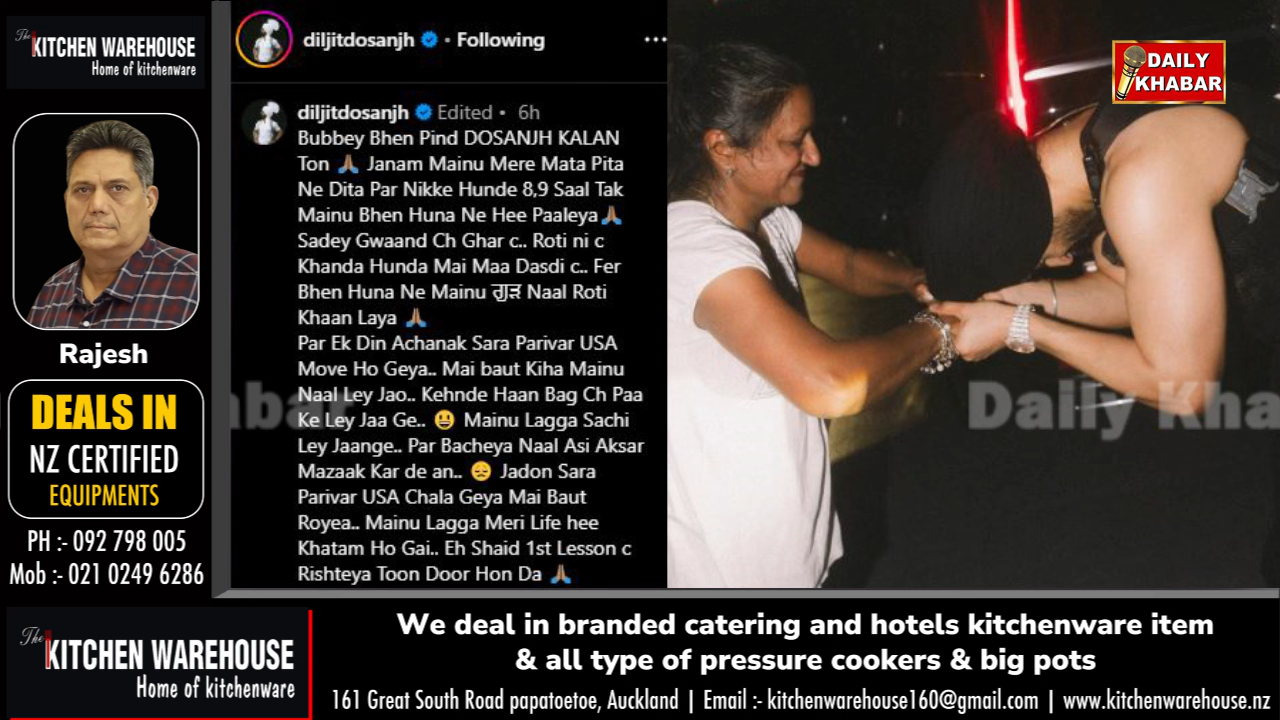 The
KITCHEN WAREHOUSE
Home of kitchenware
Rajesh
DEALS IN
NZ CERTIFIED
EQUIPMENTS
PH :- 092 798 005
Mob :- 021 0249 6286
diljitdosanjh • Following
diljitdosanjh Edited • 6h
Bubbey Bhen Pind DOSANJH KALAN
Ton 🙏🏽 Janam Mainu Mere Mata Pita
Ne Dita Par Nikke Hunde 8,9 Saal Tak
Mainu Bhen Huna Ne Hee Paaleya🙏🏽
Sadey Gwaand Ch Ghar c.. Roti ni c
Khanda Hunda Mai Maa Dasdi c.. Fer
Bhen Huna Ne Mainu ਗੁੜ Naal Roti
Khaan Laya 🙏🏽
Par Ek Din Achanak Sara Parivar USA
Move Ho Geya.. Mai baut Kiha Mainu
Naal Ley Jao.. Kehnde Haan Bag Ch Paa
Ke Ley Jaa Ge.. 😃 Mainu Lagga Sachi
Ley Jaange.. Par Bacheya Naal Asi Aksar
Mazaak Kar de an.. 😞 Jadon Sara
Parivar USA Chala Geya Mai Baut
Royea.. Mainu Lagga Meri Life hee
Khatam Ho Gai.. Eh Shaid 1st Lesson c
Rishteya Toon Door Hon Da 🙏🏽
DAILY
KHABAR
abar
Daily Kha
The
KITCHEN WAREHOUSE
Home of kitchenware
We deal in branded catering and hotels kitchenware item
& all type of pressure cookers & big pots
161 Great South Road papatoetoe, Auckland | Email :- kitchenwarehouse160@gmail.com | www.kitchenwarehouse.nz